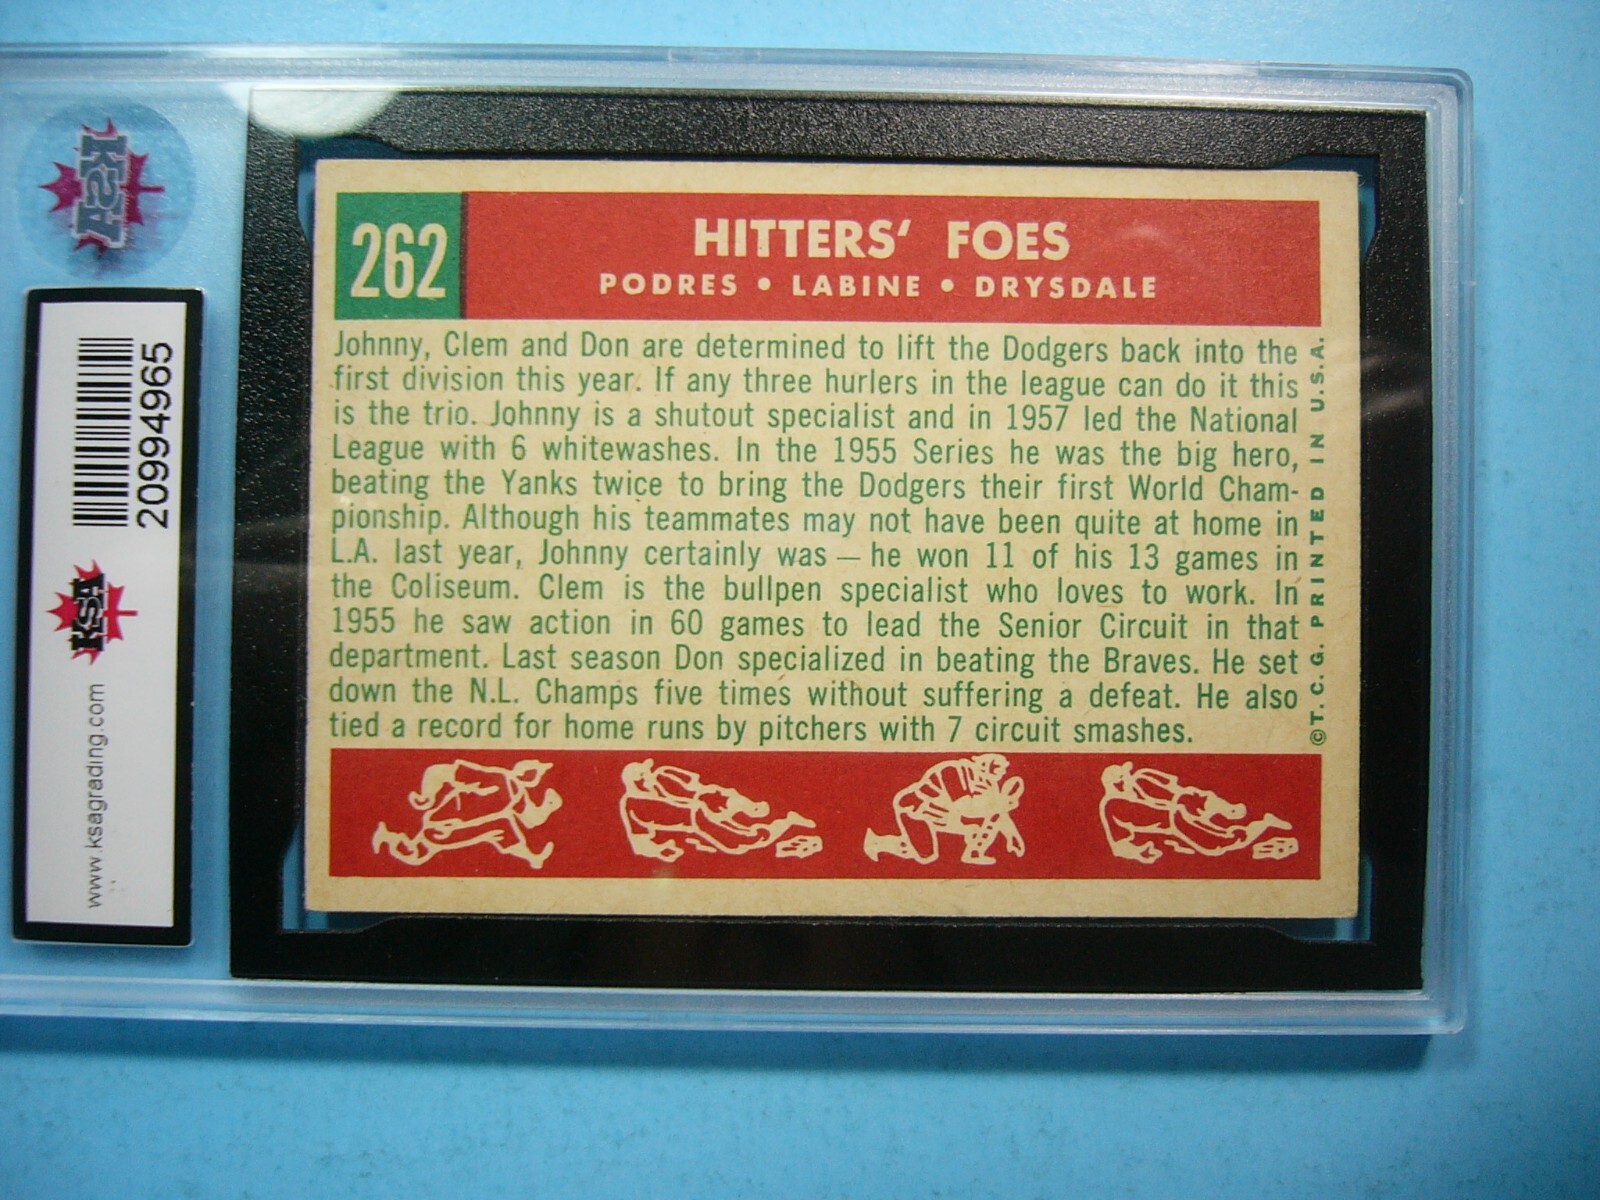 262
HITTERS' FOES
PODRES • LABINE • DRYSDALE
Johnny, Clem and Don are determined to lift the Dodgers back into the
first division this year. If any three hurlers in the league can do it this
is the trio. Johnny is a shutout specialist and in 1957 led the National
League with 6 whitewashes. In the 1955 Series he was the big hero,
beating the Yanks twice to bring the Dodgers their first World Cham-
pionship. Although his teammates may not have been quite at home in
L.A. last year, Johnny certainly was — he won 11 of his 13 games in
the Coliseum. Clem is the bullpen specialist who loves to work. In
1955 he saw action in 60 games to lead the Senior Circuit in that
department. Last season Don specialized in beating the Braves. He set
down the N.L. Champs five times without suffering a defeat. He also
tied a record for home runs by pitchers with 7 circuit smashes.
©T.C.G. PRINTED IN U.S.A.
KSA
20994965
KSA
www.ksagrading.com